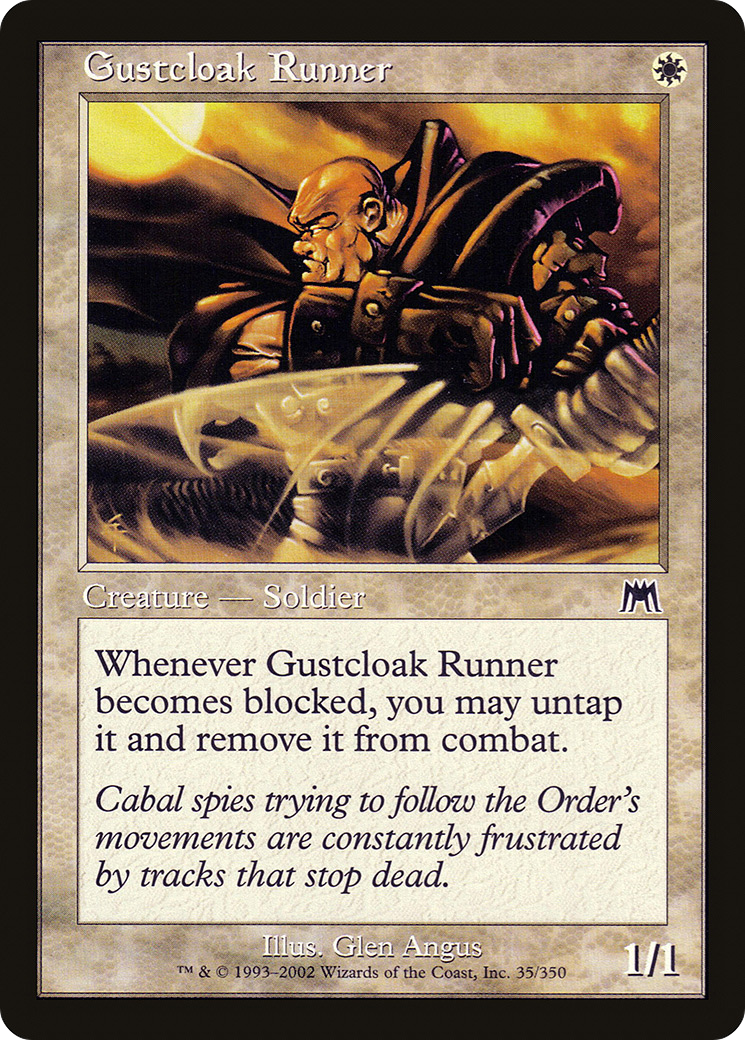 Gustcloak Runner
Creature — Soldier
Whenever Gustcloak Runner
becomes blocked, you may untap
it and remove it from combat.
Cabal spies trying to follow the Order's
movements are constantly frustrated
by tracks that stop dead.
Illus. Glen Angus
™ & © 1993–2002 Wizards of the Coast, Inc. 35/350
1/1